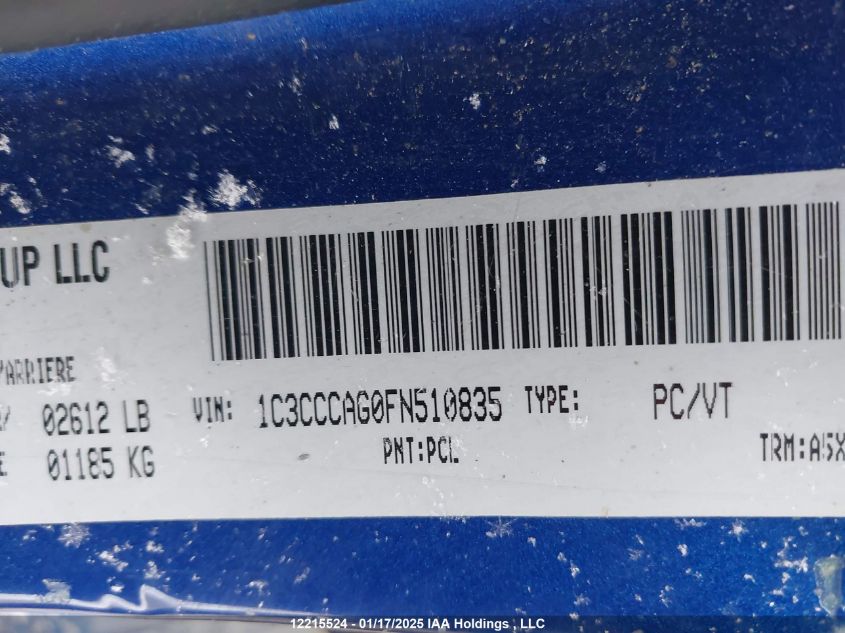 UP LLC
/ARRIERE
02612 LB
VIN: 1C3CCCAG0FN510835 TYPE: PC/VT
E 01185 KG
PNT:PCL
TRM:A5X
12215524 - 01/17/2025 IAA Holdings , LLC